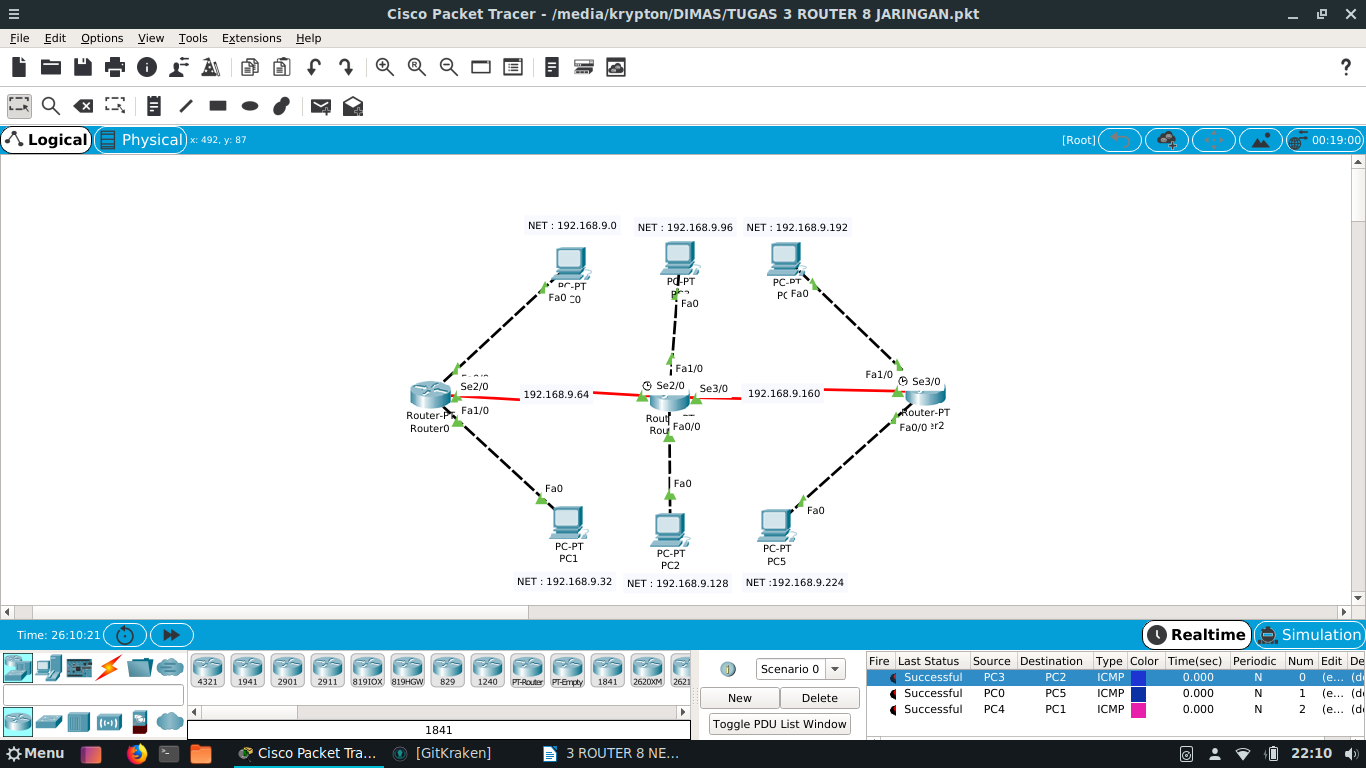 Cisco Packet Tracer - /media/krypton/DIMAS/TUGAS 3 ROUTER 8 JARINGAN.pkt
File Edit Options View Tools Extensions Help
?
Logical Physical x: 492, y: 87 [Root] 00:19:00
NET : 192.168.9.0 NET : 192.168.9.96 NET : 192.168.9.192
PC-PT PC-PT PC-PT
Fa0 Fa0 Fa0
Fa1/0 Fa1/0 Se3/0
Se2/0 Se2/0 Se3/0
192.168.9.64 192.168.9.160
Fa1/0
Router-PT Rout Router-PT
Router0 Rou Fa0/0 Fa0/0 er2
Fa0 Fa0 Fa0
PC-PT PC-PT PC-PT
PC1 PC2 PC5
NET : 192.168.9.32 NET : 192.168.9.128 NET :192.168.9.224
Time: 26:10:21 Realtime Simulation
4321 1941 2901 2911 819IOX 819HGW 829 1240 PT-Router PT-Empty 1841 2620XM 2621
1841
Scenario 0
New Delete
Toggle PDU List Window
Fire Last Status Source Destination Type Color Time(sec) Periodic Num Edit De
Successful PC3 PC2 ICMP 0.000 N 0 (e... (d
Successful PC0 PC5 ICMP 0.000 N 1 (e... (d
Successful PC4 PC1 ICMP 0.000 N 2 (e... (d
Menu Cisco Packet Tra... [GitKraken] 3 ROUTER 8 NE... 22:10